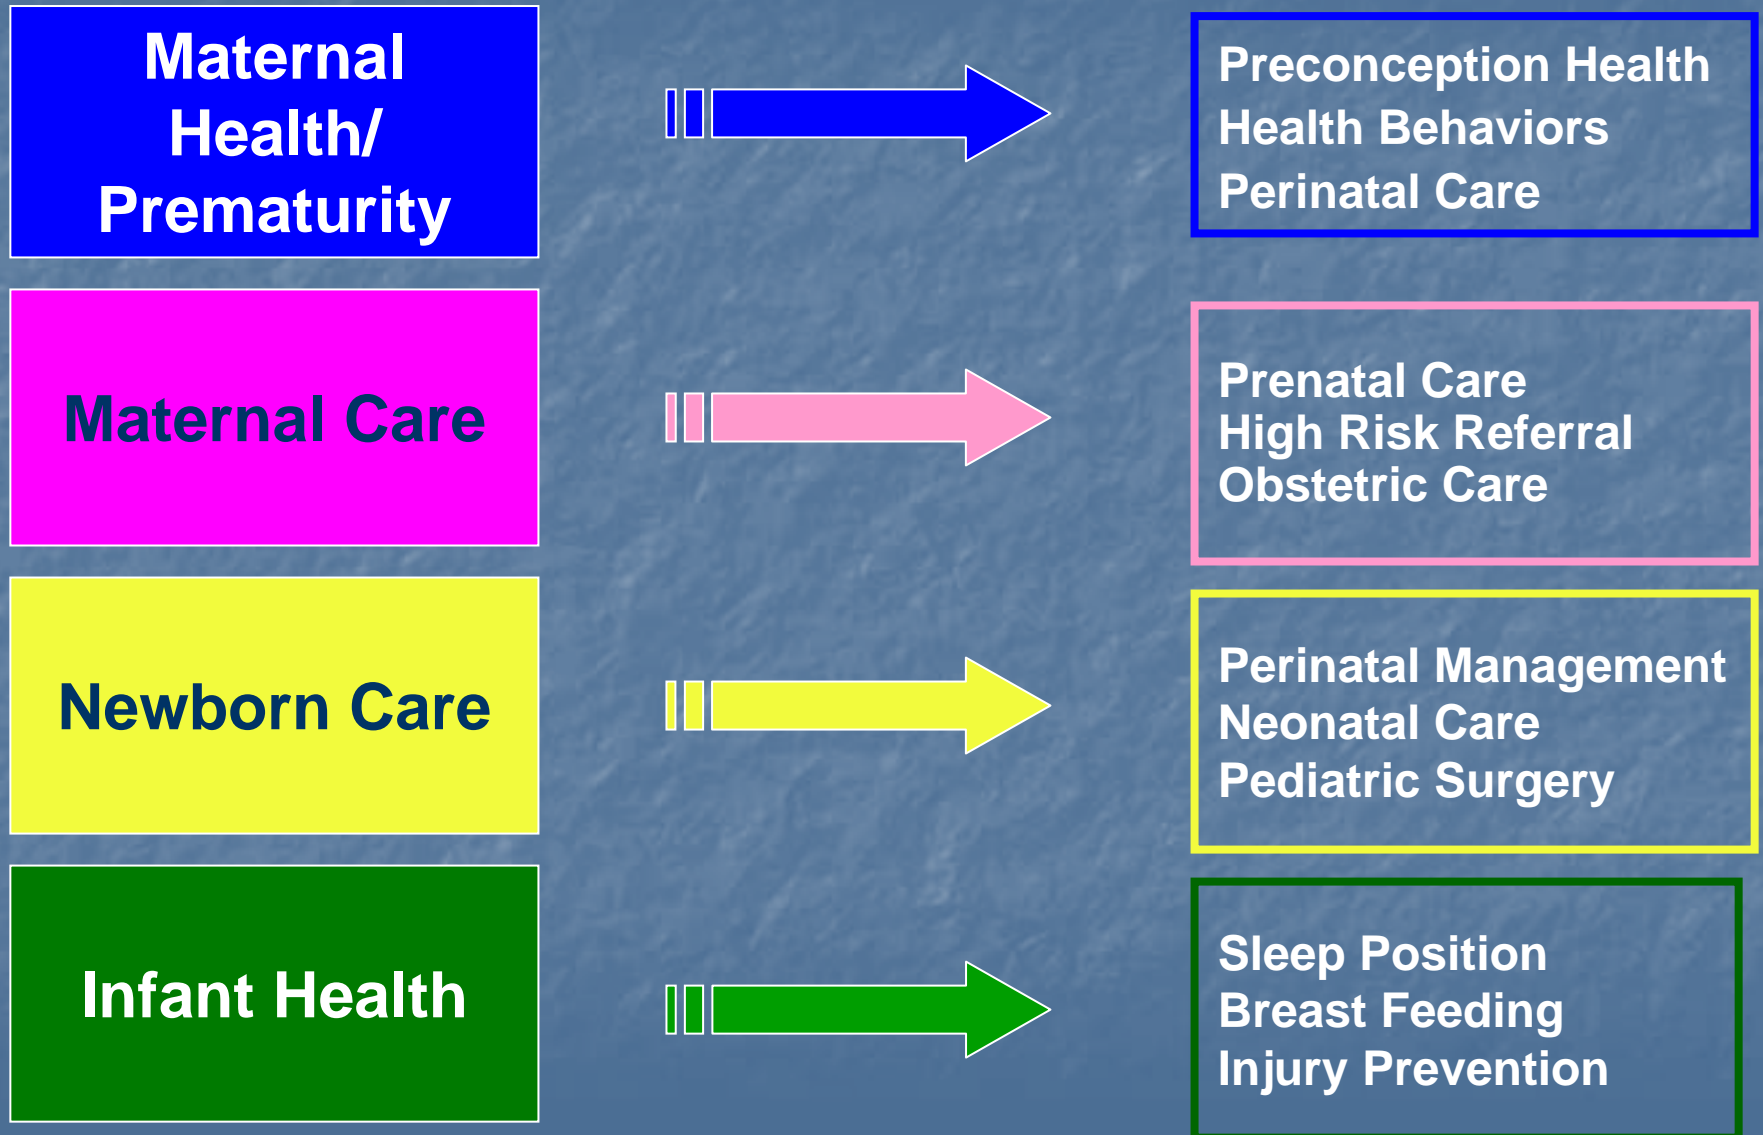 Maternal
Health/
Prematurity
Preconception Health
Health Behaviors
Perinatal Care
Maternal Care
Prenatal Care
High Risk Referral
Obstetric Care
Newborn Care
Perinatal Management
Neonatal Care
Pediatric Surgery
Infant Health
Sleep Position
Breast Feeding
Injury Prevention